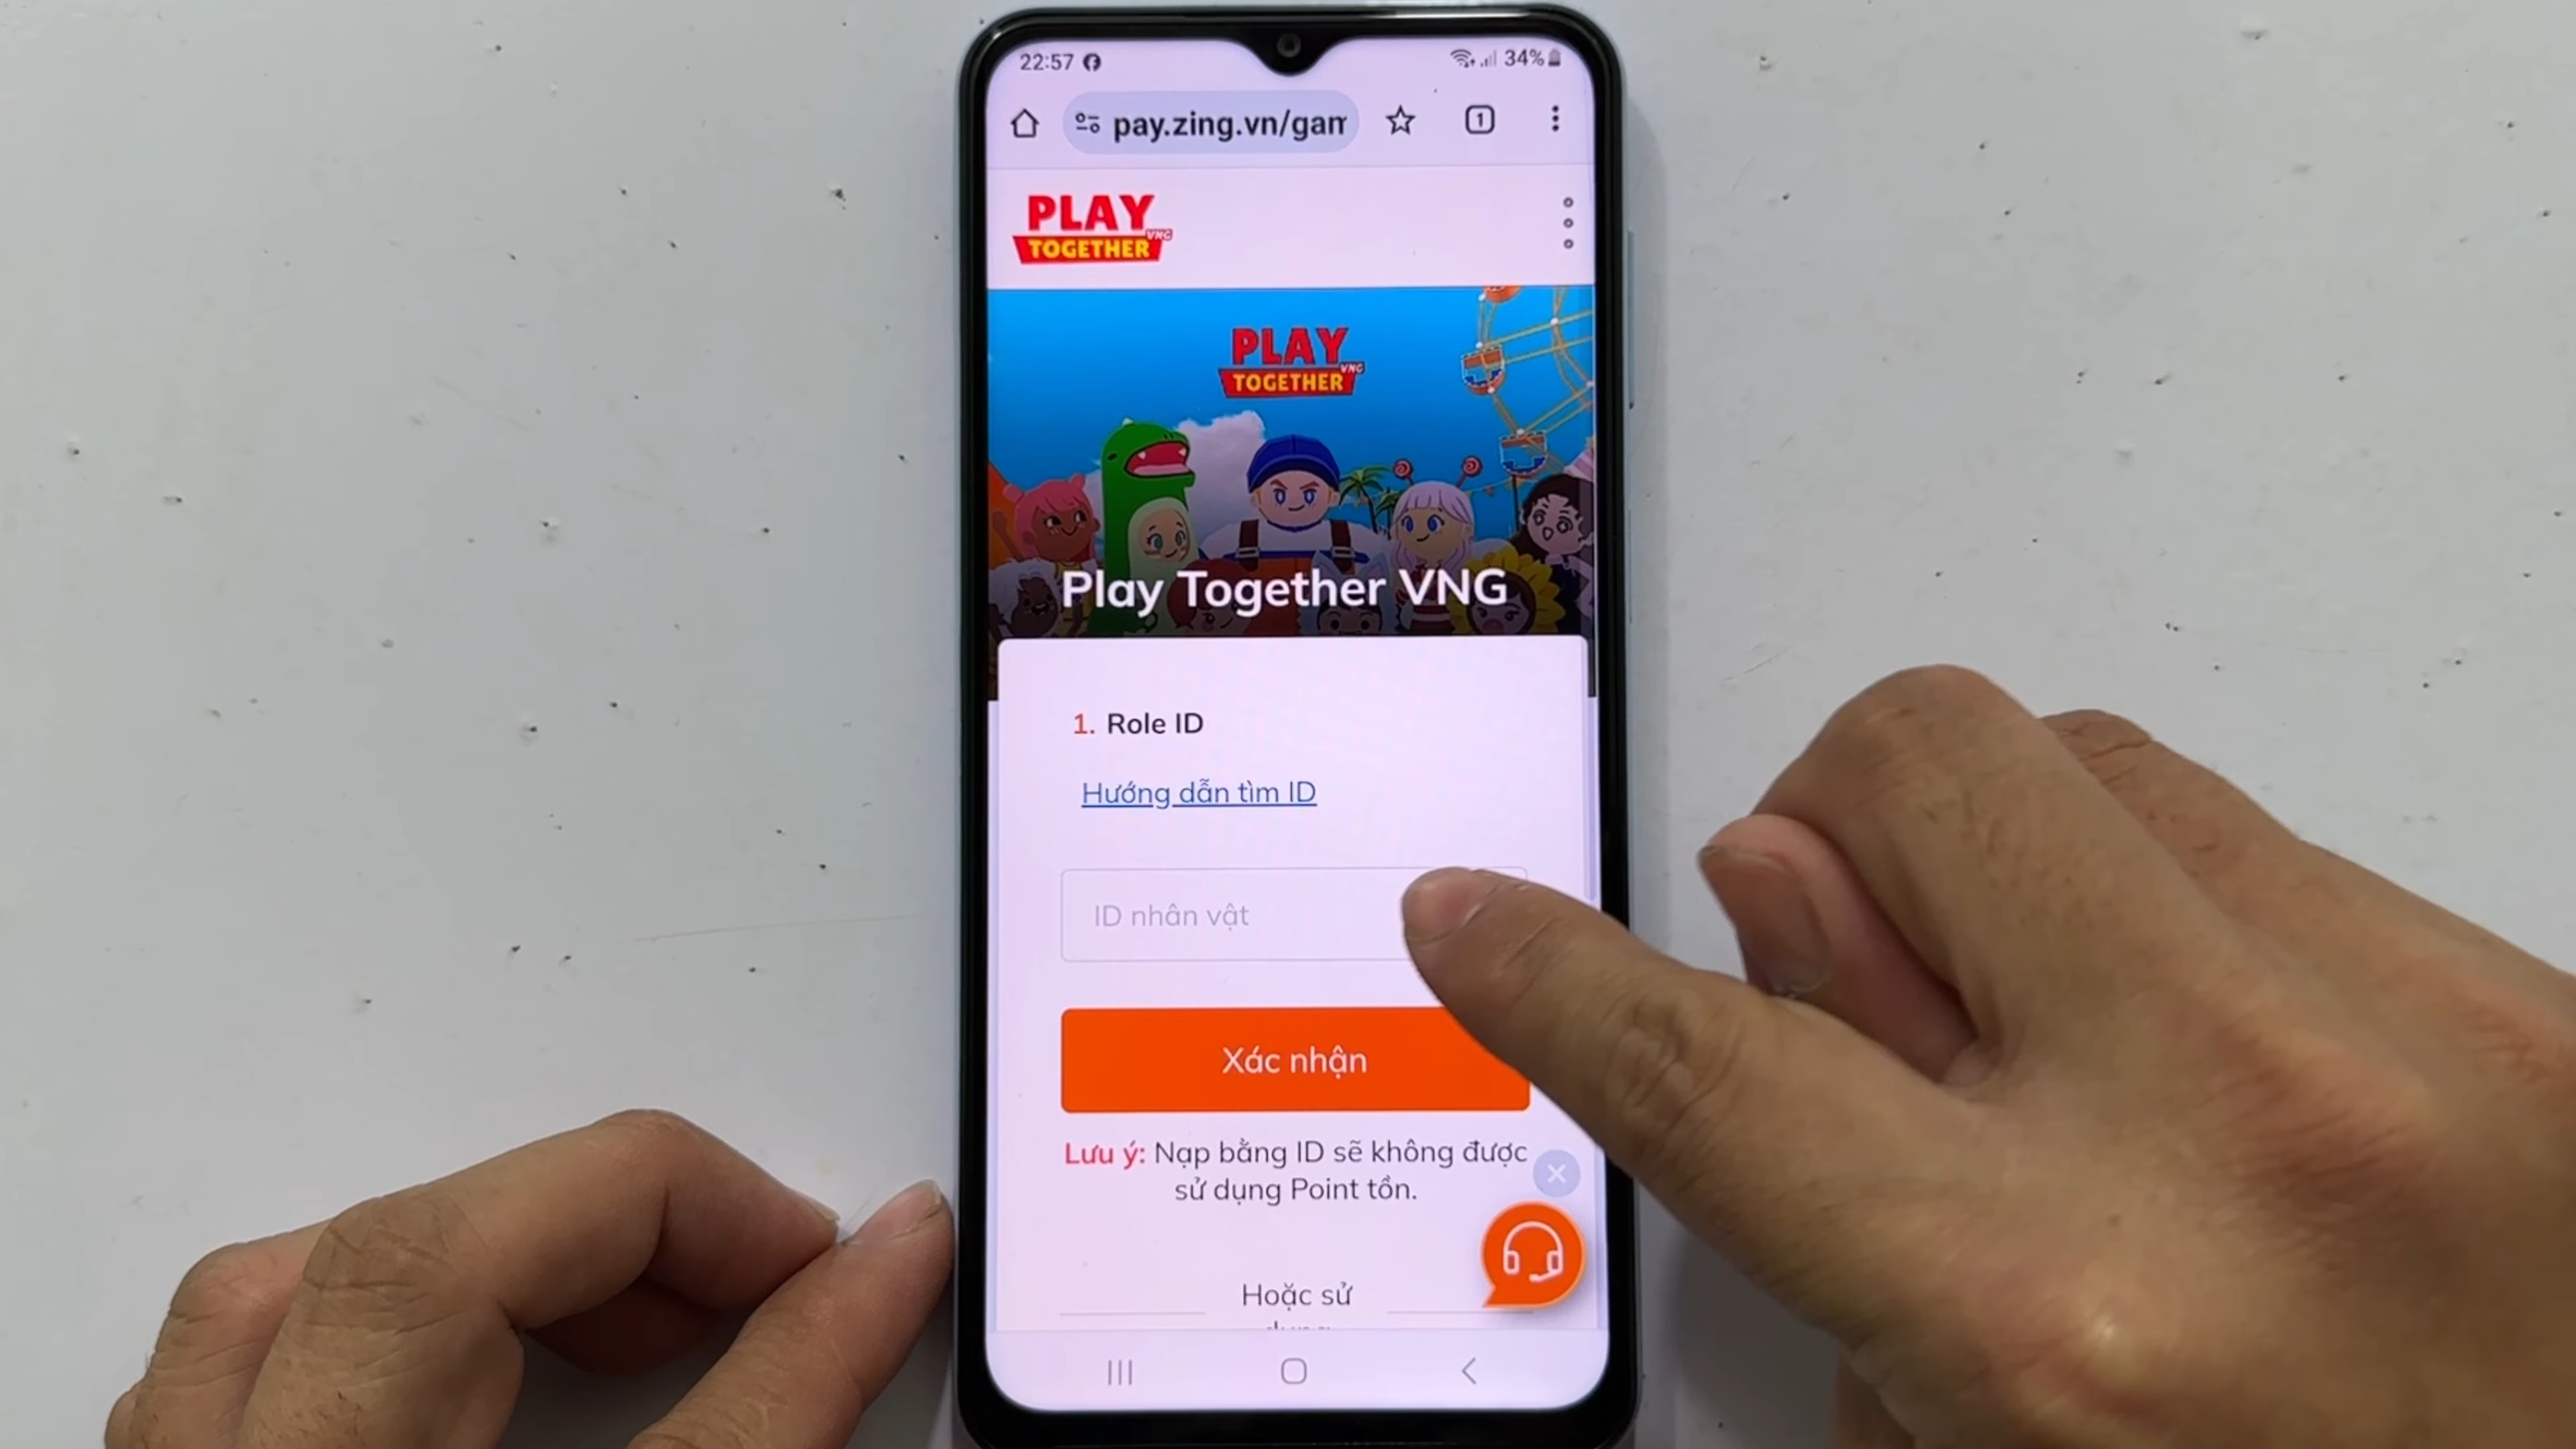 22:57
34%
pay.zing.vn/gam
1
PLAY
VNG
TOGETHER
PLAY
VNG
TOGETHER
Play Together VNG
1. Role ID
Hướng dẫn tìm ID
ID nhân vật
Xác nhận
Lưu ý: Nạp bằng ID sẽ không được
sử dụng Point tồn.
Hoặc sử